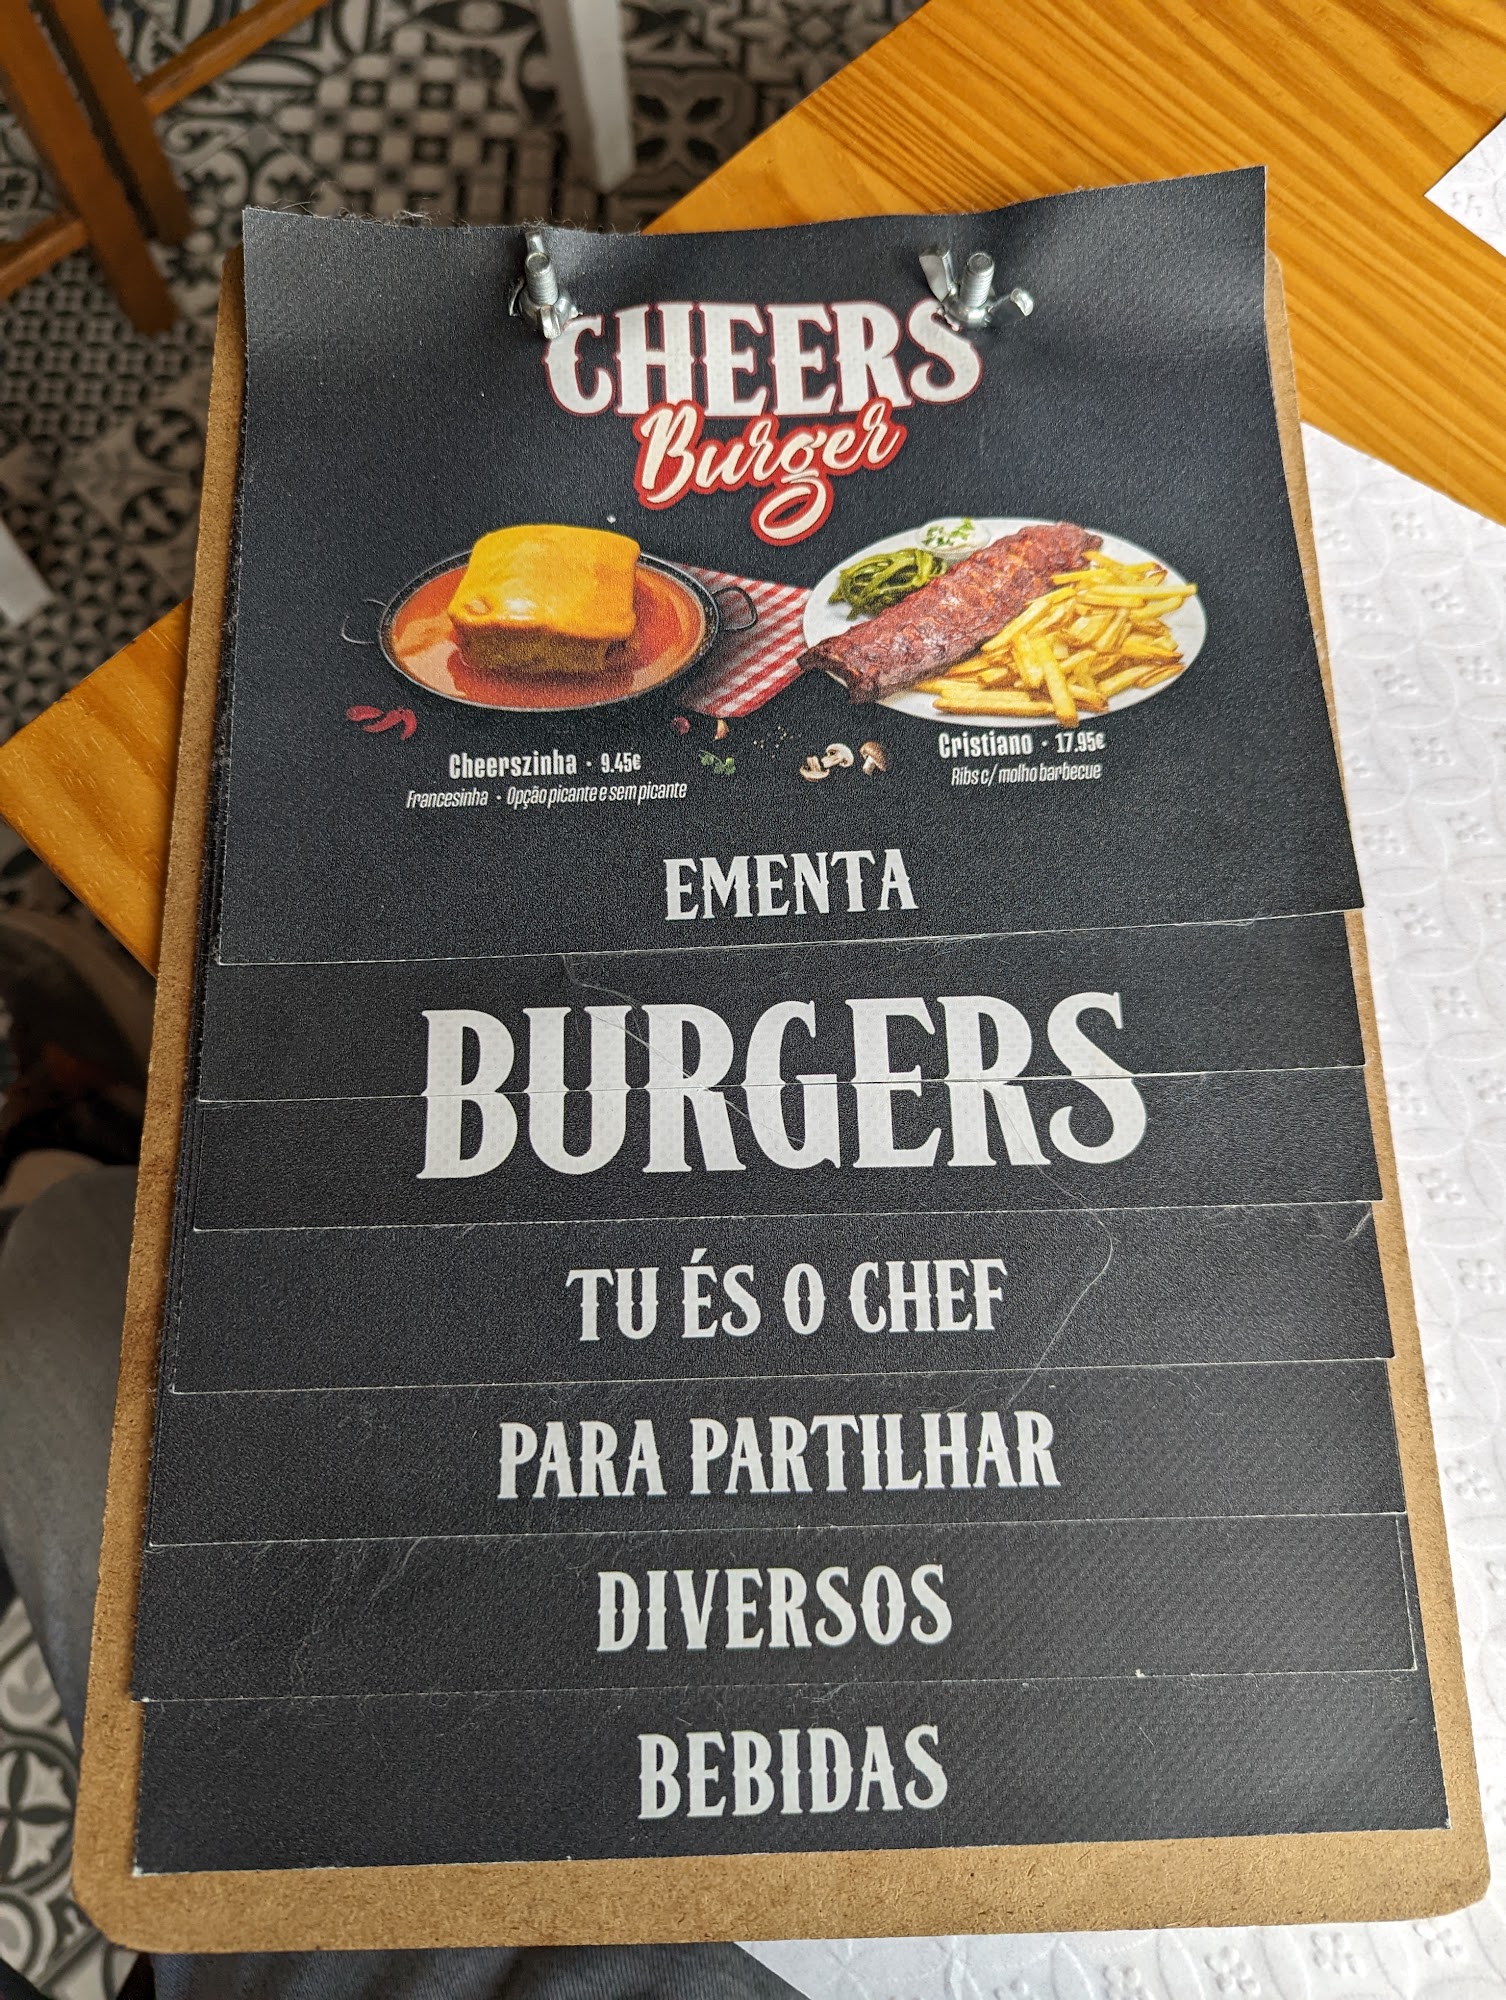 CHEERS
Burger
Cheerszinha · 9.45€
Francesinha · Opção picante e sem picante
Cristiano · 17.95€
Ribs c/ molho barbecue
EMENTA
BURGERS
TU ÉS O CHEF
PARA PARTILHAR
DIVERSOS
BEBIDAS